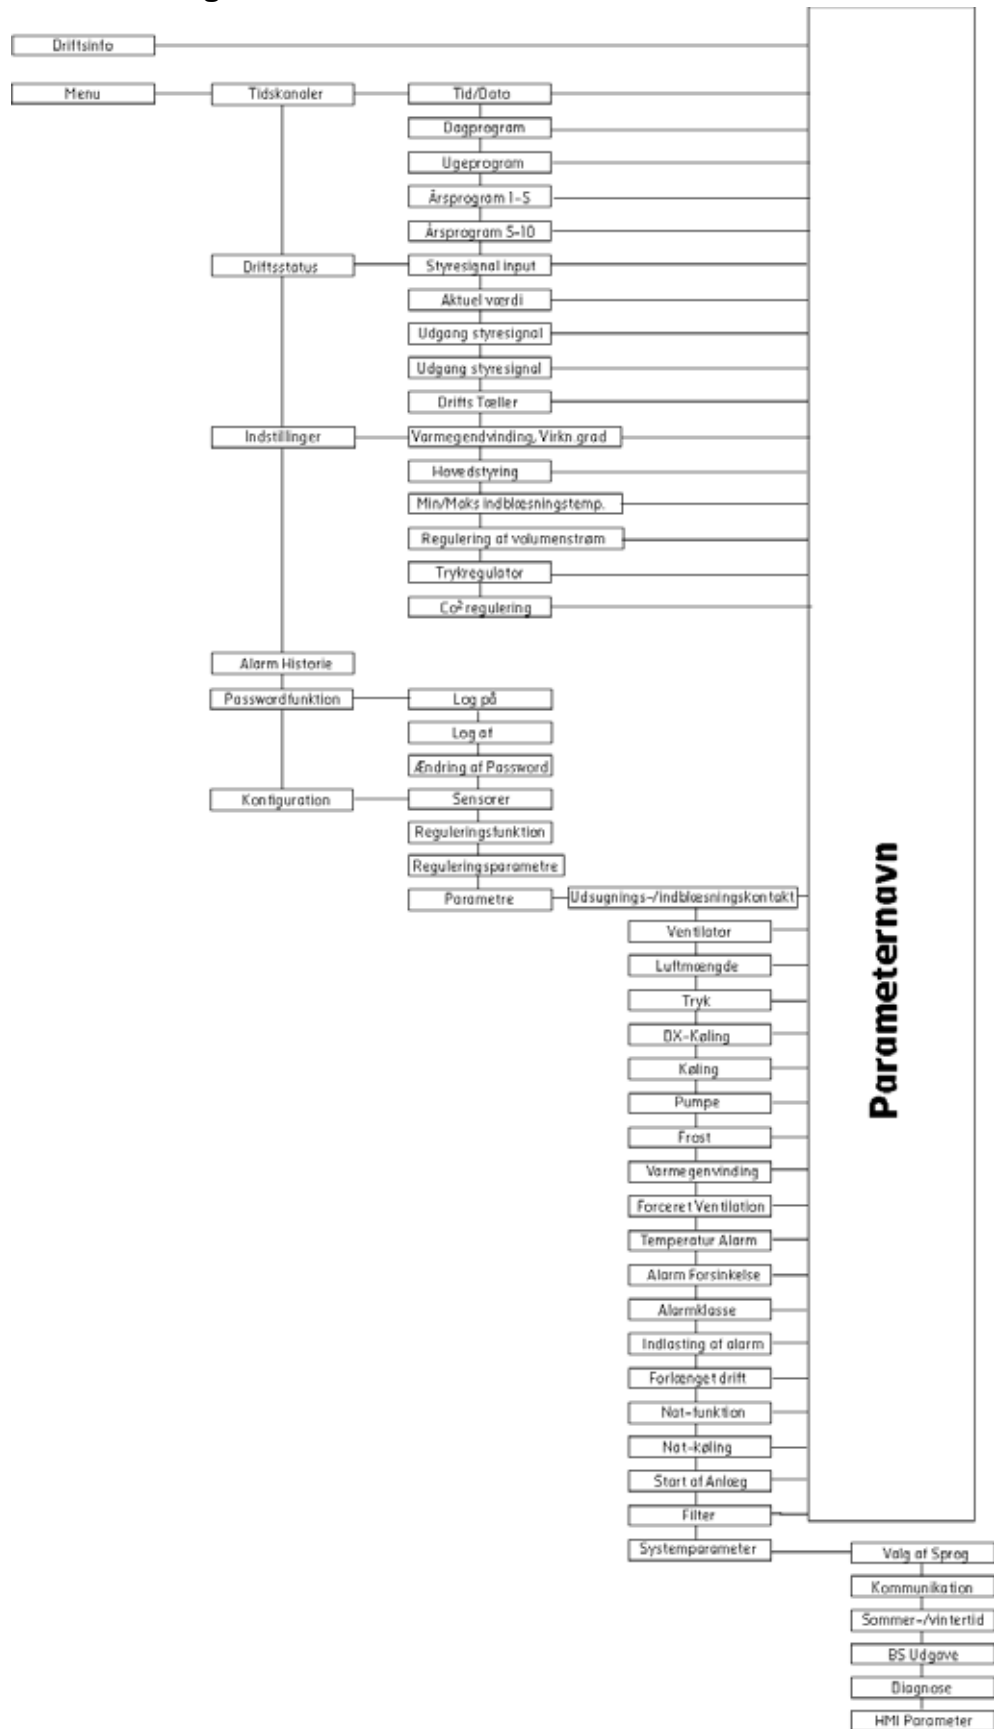 Driftsinfo
Menu
Tidskanaler
Tid/Dato
Dagprogram
Ugeprogram
Årsprogram 1-5
Årsprogram 5-10
Driftsstatus
Styresignal input
Aktuel værdi
Udgang styresignal
Udgang styresignal
Drifts Tæller
Indstillinger
Varmegendvinding, Virkn.grad
Hovedstyring
Min/Maks indblæsningstemp.
Regulering af volumenstrøm
Trykregulator
Co² regulering
Alarm Historie
Passwordfunktion
Log på
Log af
Ændring af Password
Konfiguration
Sensorer
Reguleringsfunktion
Reguleringsparametre
Parametre
Udsugnings-/indblæsningskontakt
Ventilator
Luftmængde
Tryk
DX-Køling
Køling
Pumpe
Frost
Varmegenvinding
Forceret Ventilation
Temperatur Alarm
Alarm Forsinkelse
Alarmklasse
Indlasting af alarm
Forlænget drift
Nat-funktion
Nat-køling
Start af Anlæg
Filter
Systemparameter
Parameternavn
Valg af Sprog
Kommunikation
Sommer-/vintertid
BS Udgave
Diagnose
HMI Parameter